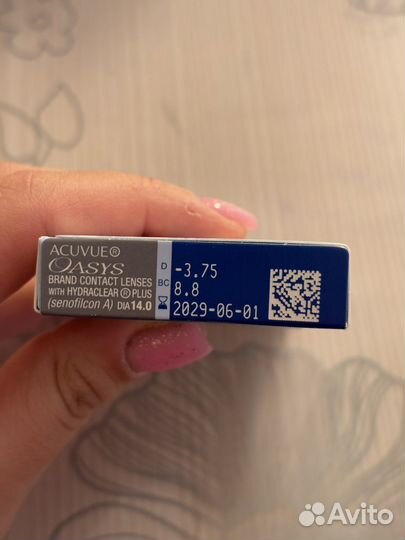 ACUVUE®
OASYS
BRAND CONTACT LENSES
WITH HYDRACLEAR® PLUS
(senofilcon A) DIA 14.0
D -3.75
BC 8.8
2029-06-01
Avito